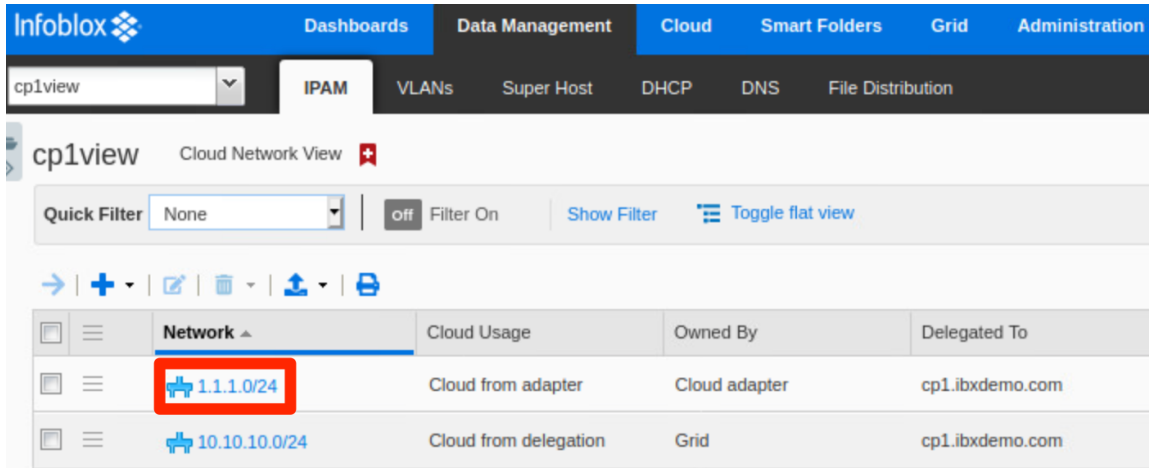 Infoblox Dashboards Data Management Cloud Smart Folders Grid Administration
cp1view IPAM VLANs Super Host DHCP DNS File Distribution
cp1view Cloud Network View
Quick Filter None Off Filter On Show Filter Toggle flat view
Network Cloud Usage Owned By Delegated To
1.1.1.0/24 Cloud from adapter Cloud adapter cp1.ibxdemo.com
10.10.10.0/24 Cloud from delegation Grid cp1.ibxdemo.com